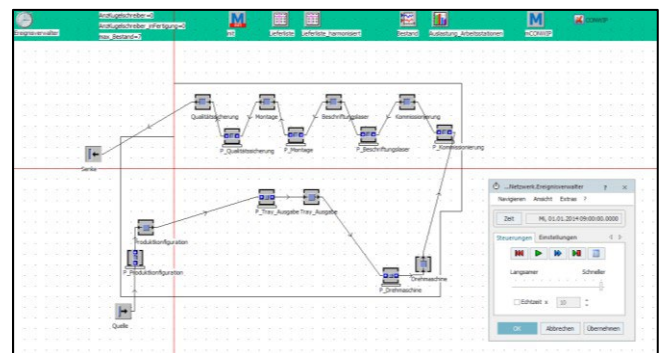 AnzKugelschreiber=0
AnzKugelschreiber_inFertigung=0
max_Bestand=7
Ereignisverwalter
Init
Lieferliste
Lieferliste_harmonisiert
Bestand
Auslastung_Arbeitsstationen
mCONWIP
CONWIP
Qualitätssicherung
Montage
Beschriftungslaser
Kommissionierung
P_Qualitätssicherung
P_Montage
P_Beschriftungslaser
P_Kommissionierung
Senke
P_Tray_Ausgabe
Tray_Ausgabe
Produktkonfiguration
P_Produktkonfiguration
Drehmaschine
P_Drehmaschine
Quelle
...Netzwerk.Ereignisverwalter ? ×
Navigieren Ansicht Extras ?
Zeit
Mi, 01.01.2014 09:00:00.0000
Steuerungen Einstellungen
Langsamer Schneller
Echtzeit x 10
OK Abbrechen Übernehmen